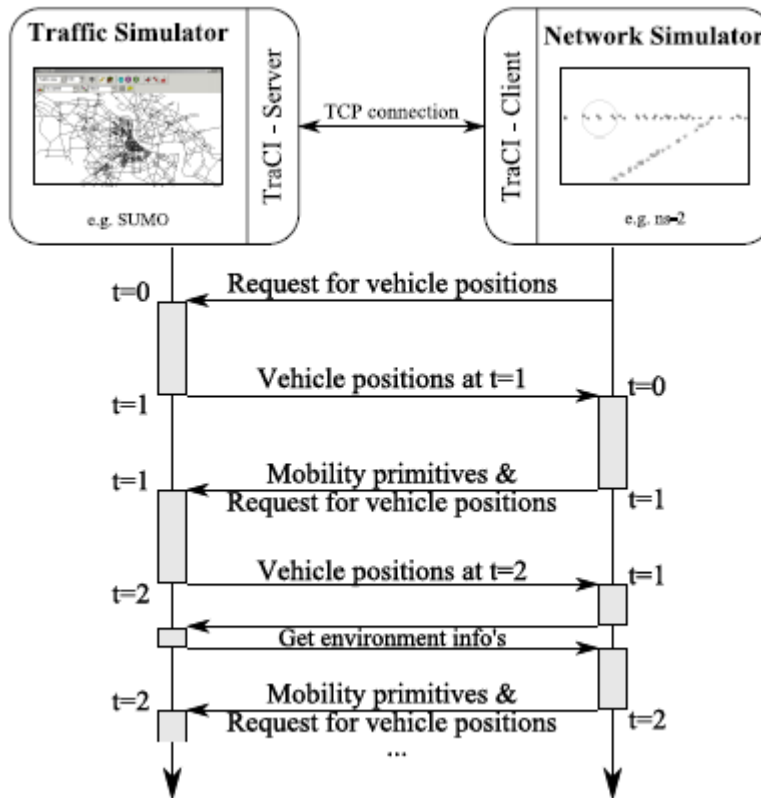 Traffic Simulator
TraCI - Server
e.g. SUMO
TCP connection
Network Simulator
TraCI - Client
e.g. ns-2
Request for vehicle positions
t=0
Vehicle positions at t=1
t=1
t=0
Mobility primitives &
Request for vehicle positions
t=1
t=1
Vehicle positions at t=2
t=2
t=1
Get environment info's
Mobility primitives &
Request for vehicle positions
t=2
t=2
...